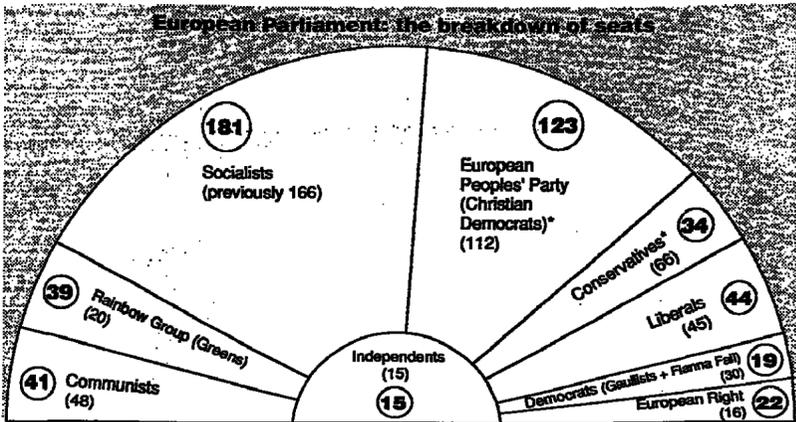 European Parliament: the breakdown of seats
181
Socialists
(previously 166)
123
European
Peoples' Party
(Christian
Democrats)*
(112)
34
Conservatives*
(66)
44
Liberals
(45)
39
Rainbow Group (Greens)
(20)
19
Democrats (Gaullists + Fianna Fail)
(30)
41
Communists
(48)
Independents
(15)
15
European Right
(16)
22